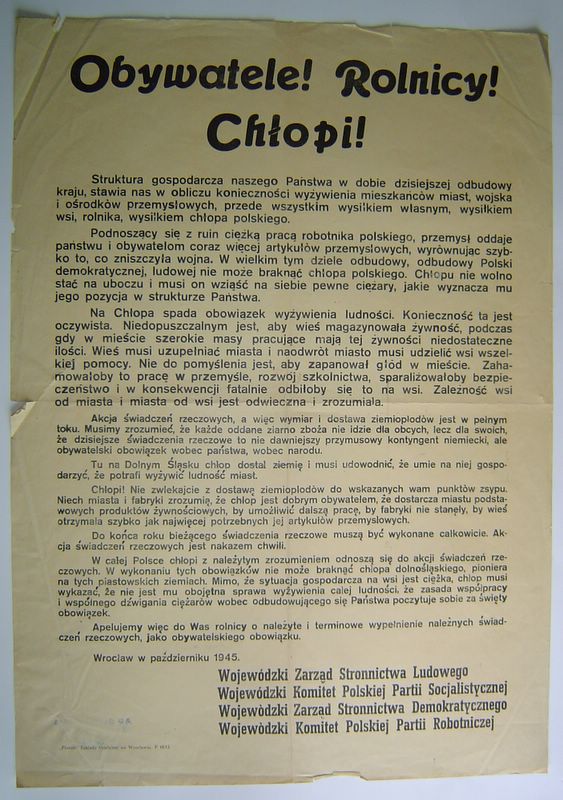 Obywatele! Rolnicy!
Chłopi!
Struktura gospodarcza naszego Państwa w dobie dzisiejszej odbudowy
kraju, stawia nas w obliczu konieczności wyżywienia mieszkańców miast, wojska
i ośrodków przemysłowych, przede wszystkim wysiłkiem własnym, wysiłkiem
wsi, rolnika, wysiłkiem chłopa polskiego.
Podnoszący się z ruin ciężką pracą robotnika polskiego, przemysł oddaje
państwu i obywatelom coraz więcej artykułów przemysłowych, wyrównując szyb-
ko to, co zniszczyła wojna. W wielkim tym dziele odbudowy, odbudowy Polski
demokratycznej, ludowej nie może braknąć chłopa polskiego. Chłopu nie wolno
stać na uboczu i musi on wziąść na siebie pewne ciężary, jakie wyznacza mu
jego pozycja w strukturze Państwa.
Na Chłopa spada obowiązek wyżywienia ludności. Konieczność ta jest
oczywista. Niedopuszczalnym jest, aby wieś magazynowała żywność, podczas
gdy w mieście szerokie masy pracujące mają tej żywności niedostateczne
ilości. Wieś musi uzupełniać miasta i naodwrót miasto musi udzielić wsi wszel-
kiej pomocy. Nie do pomyślenia jest, aby zapanował głód w mieście. Zaha-
mowałoby to pracę w przemyśle, rozwój szkolnictwa, sparaliżowałoby bezpie-
czeństwo i w konsekwencji fatalnie odbiłoby się to na wsi. Zależność wsi
od miasta i miasta od wsi jest odwieczna i zrozumiała.
Akcja świadczeń rzeczowych, a więc wymiar i dostawa ziemiopłodów jest w pełnym
toku. Musimy zrozumieć, że każde oddane ziarno zboża nie idzie dla obcych, lecz dla swoich,
że dzisiejsze świadczenia rzeczowe to nie dawniejszy przymusowy kontyngent niemiecki, ale
obywatelski obowiązek wobec państwa, wobec narodu.
Tu na Dolnym Śląsku chłop dostał ziemię i musi udowodnić, że umie na niej gospo-
darzyć, że potrafi wyżywić ludność miast.
Chłopi! Nie zwlekajcie z dostawą ziemiopłodów do wskazanych wam punktów zsypu.
Niech miasta i fabryki zrozumią, że chłop jest dobrym obywatelem, że dostarcza miastu podsta-
wowych produktów żywnościowych, by umożliwić dalszą pracę, by fabryki nie stanęły, by wieś
otrzymała szybko jak najwięcej potrzebnych jej artykułów przemysłowych.
Do końca roku bieżącego świadczenia rzeczowe muszą być wykonane całkowicie. Ak-
cja świadczeń rzeczowych jest nakazem chwili.
W całej Polsce chłopi z należytym zrozumieniem odnoszą się do akcji świadczeń rze-
czowych. W wykonaniu tych obowiązków nie może braknąć chłopa dolnośląskiego, pioniera
na tych piastowskich ziemiach. Mimo, że sytuacja gospodarcza na wsi jest ciężka, chłop musi
wykazać, że nie jest mu obojętna sprawa wyżywienia całej ludności, że zasada współpracy
i wspólnego dźwigania ciężarów wobec odbudowującego się Państwa poczytuje sobie za święty
obowiązek.
Apelujemy więc do Was rolnicy o należyte i terminowe wypełnienie należnych świad-
czeń rzeczowych, jako obywatelskiego obowiązku.
Wrocław w październiku 1945.
Wojewódzki Zarząd Stronnictwa Ludowego
Wojewódzki Komitet Polskiej Partii Socjalistycznej
Wojewódzki Zarząd Stronnictwa Demokratycznego
Wojewódzki Komitet Polskiej Partii Robotniczej